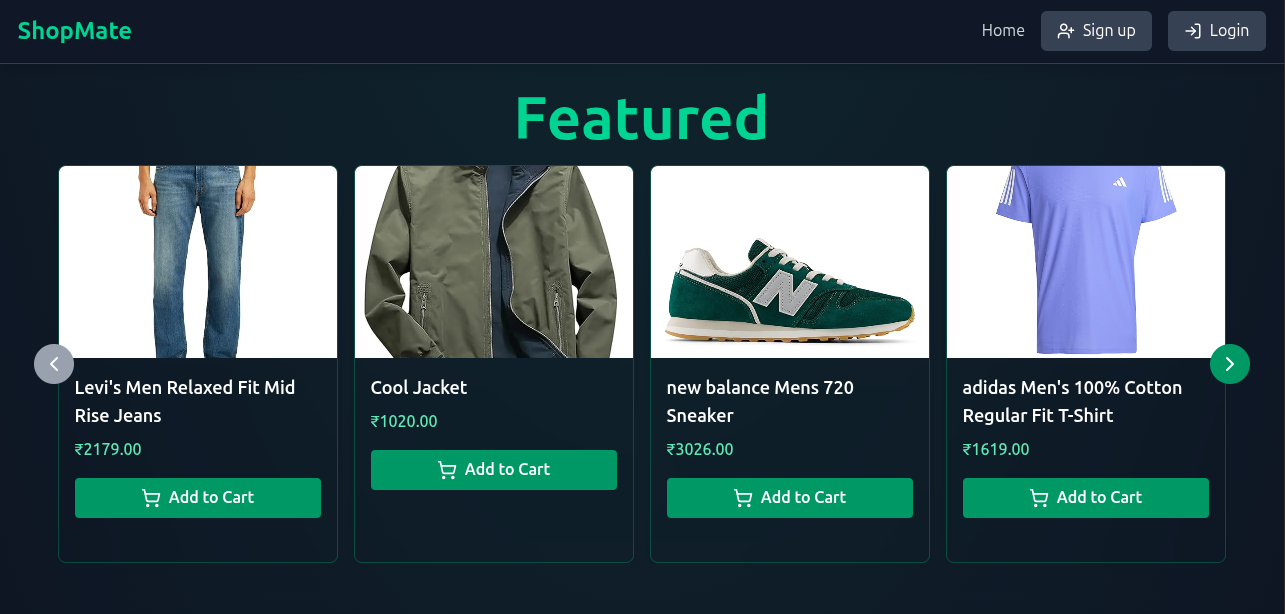 ShopMate
Home
Sign up
Login
Featured
Levi's Men Relaxed Fit Mid
Rise Jeans
₹2179.00
Add to Cart
Cool Jacket
₹1020.00
Add to Cart
new balance Mens 720
Sneaker
₹3026.00
Add to Cart
adidas Men's 100% Cotton
Regular Fit T-Shirt
₹1619.00
Add to Cart